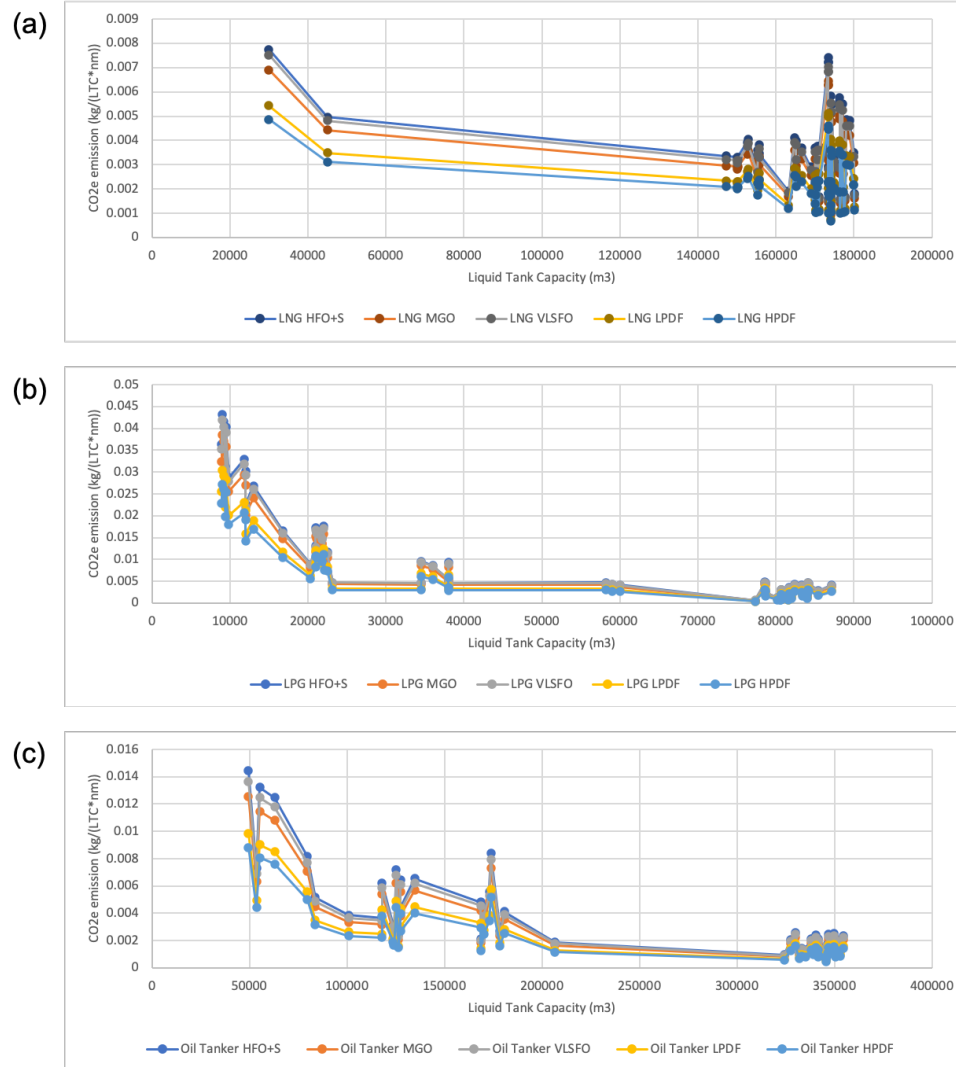 (a)
CO2e emission (kg/(LTC*nm))
0.009
0.008
0.007
0.006
0.005
0.004
0.003
0.002
0.001
0
0 20000 40000 60000 80000 100000 120000 140000 160000 180000 200000
Liquid Tank Capacity (m3)
LNG HFO+S LNG MGO LNG VLSFO LNG LPDF LNG HPDF
(b)
CO2e emission (kg/(LTC*nm))
0.05
0.045
0.04
0.035
0.03
0.025
0.02
0.015
0.01
0.005
0
0 10000 20000 30000 40000 50000 60000 70000 80000 90000 100000
Liquid Tank Capacity (m3)
LPG HFO+S LPG MGO LPG VLSFO LPG LPDF LPG HPDF
(c)
CO2e emission (kg/(LTC*nm))
0.016
0.014
0.012
0.01
0.008
0.006
0.004
0.002
0
0 50000 100000 150000 200000 250000 300000 350000 400000
Liquid Tank Capacity (m3)
Oil Tanker HFO+S Oil Tanker MGO Oil Tanker VLSFO Oil Tanker LPDF Oil Tanker HPDF